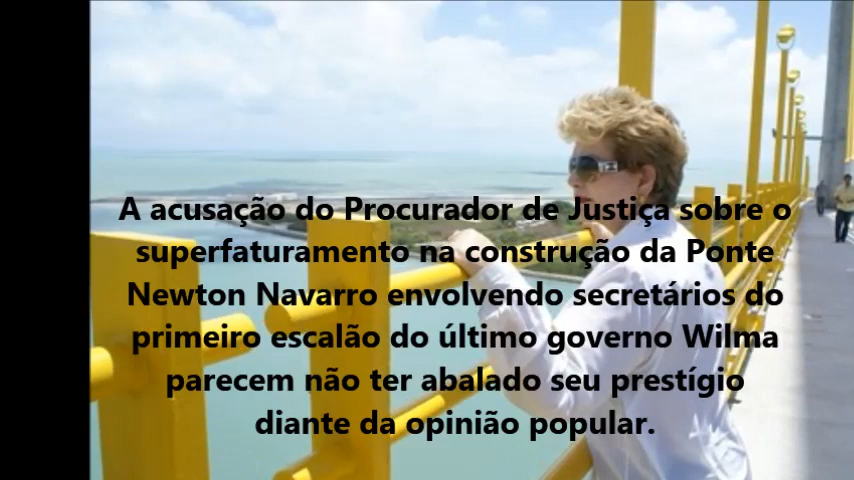 A acusação do Procurador de Justiça sobre o
superfaturamento na construção da Ponte
Newton Navarro envolvendo secretários do
primeiro escalão do último governo Wilma
parecem não ter abalado seu prestígio
diante da opinião popular.